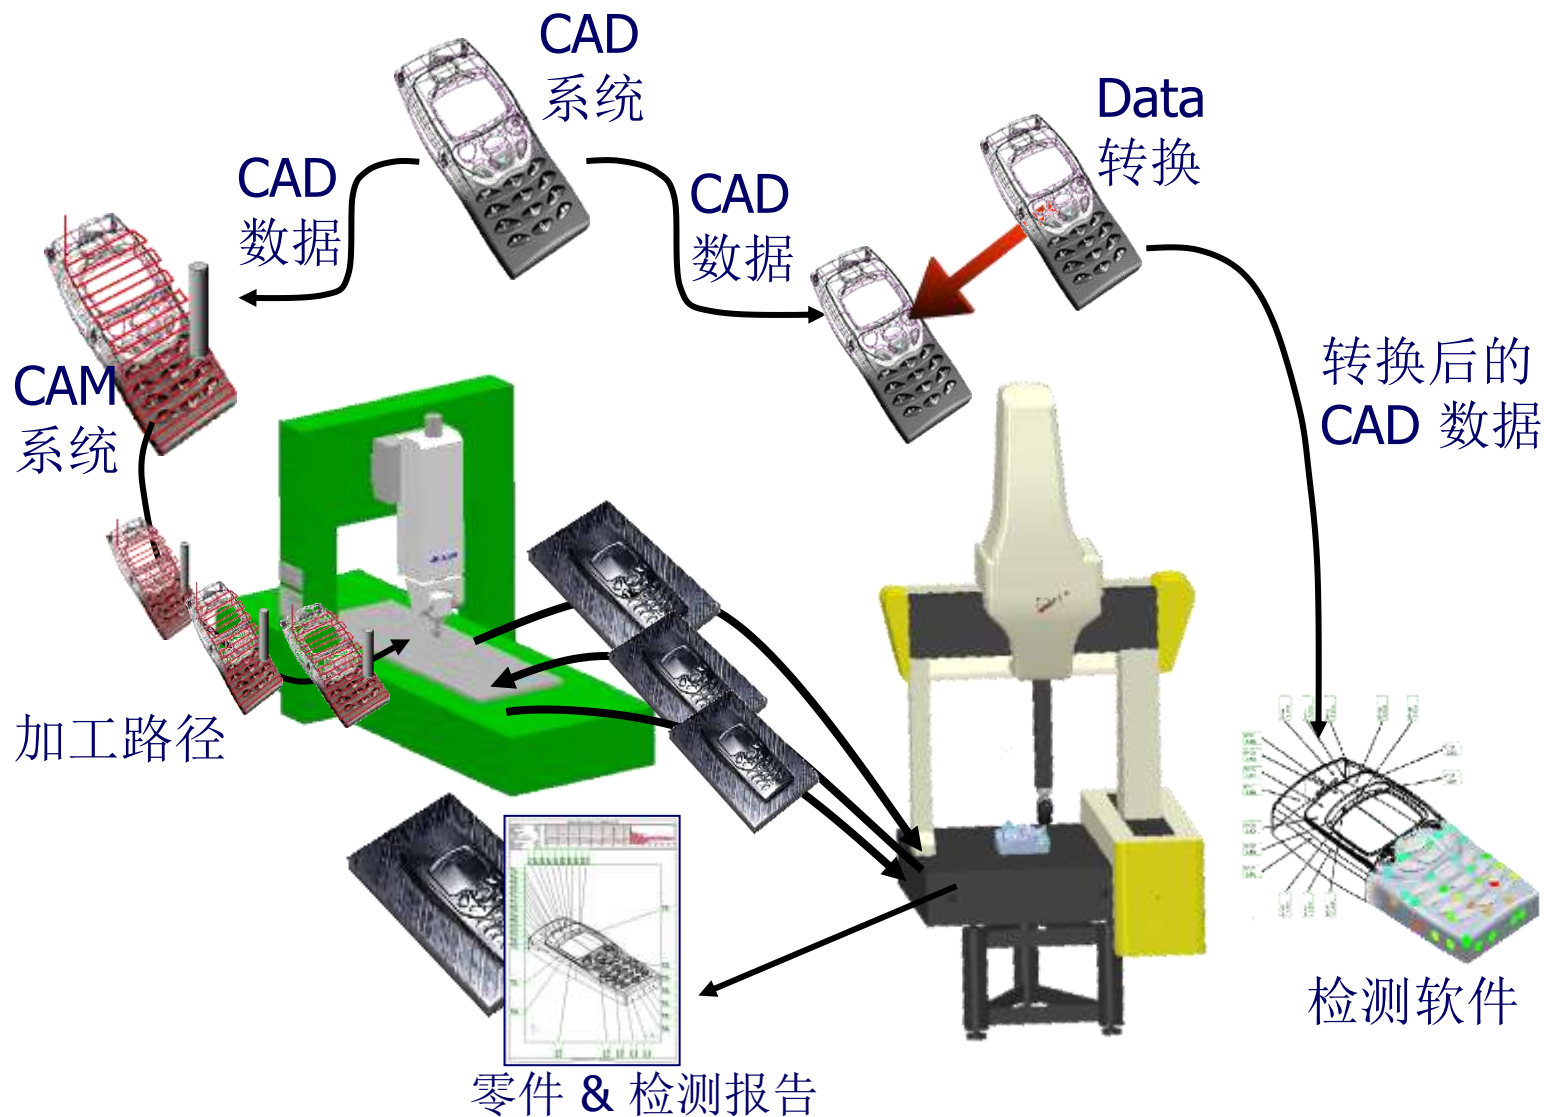 CAD
系统
Data
转换
CAD
数据
CAD
数据
转换后的
CAD 数据
CAM
系统
加工路径
检测软件
零件 & 检测报告